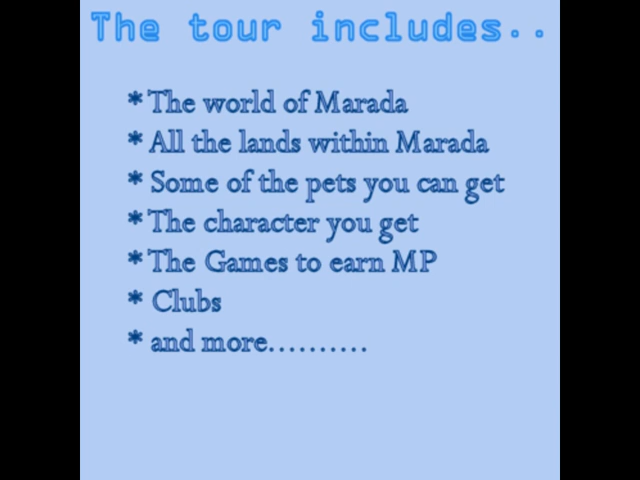 The tour includes..
* The world of Marada
* All the lands within Marada
* Some of the pets you can get
* The character you get
* The Games to earn MP
* Clubs
* and more..........